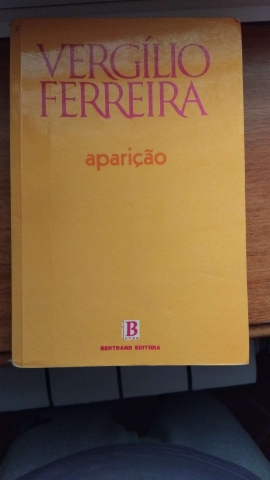 VERGÍLIO
FERREIRA
aparição
B
BERTRAND EDITORA